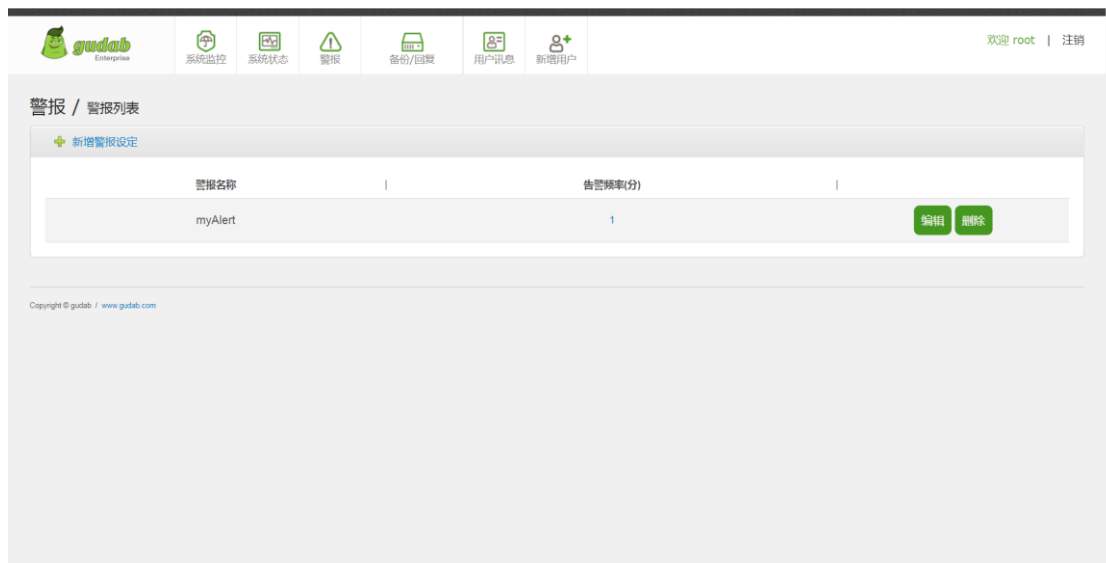 gudab
Enterprise
系统监控 系统状态 警报 备份/回复 用户讯息 新增用户
欢迎 root | 注销
警报 / 警报列表
新增警报设定
警报名称 | 告警频率(分) |
myAlert 1 编辑 删除
Copyright © gudab / www.gudab.com